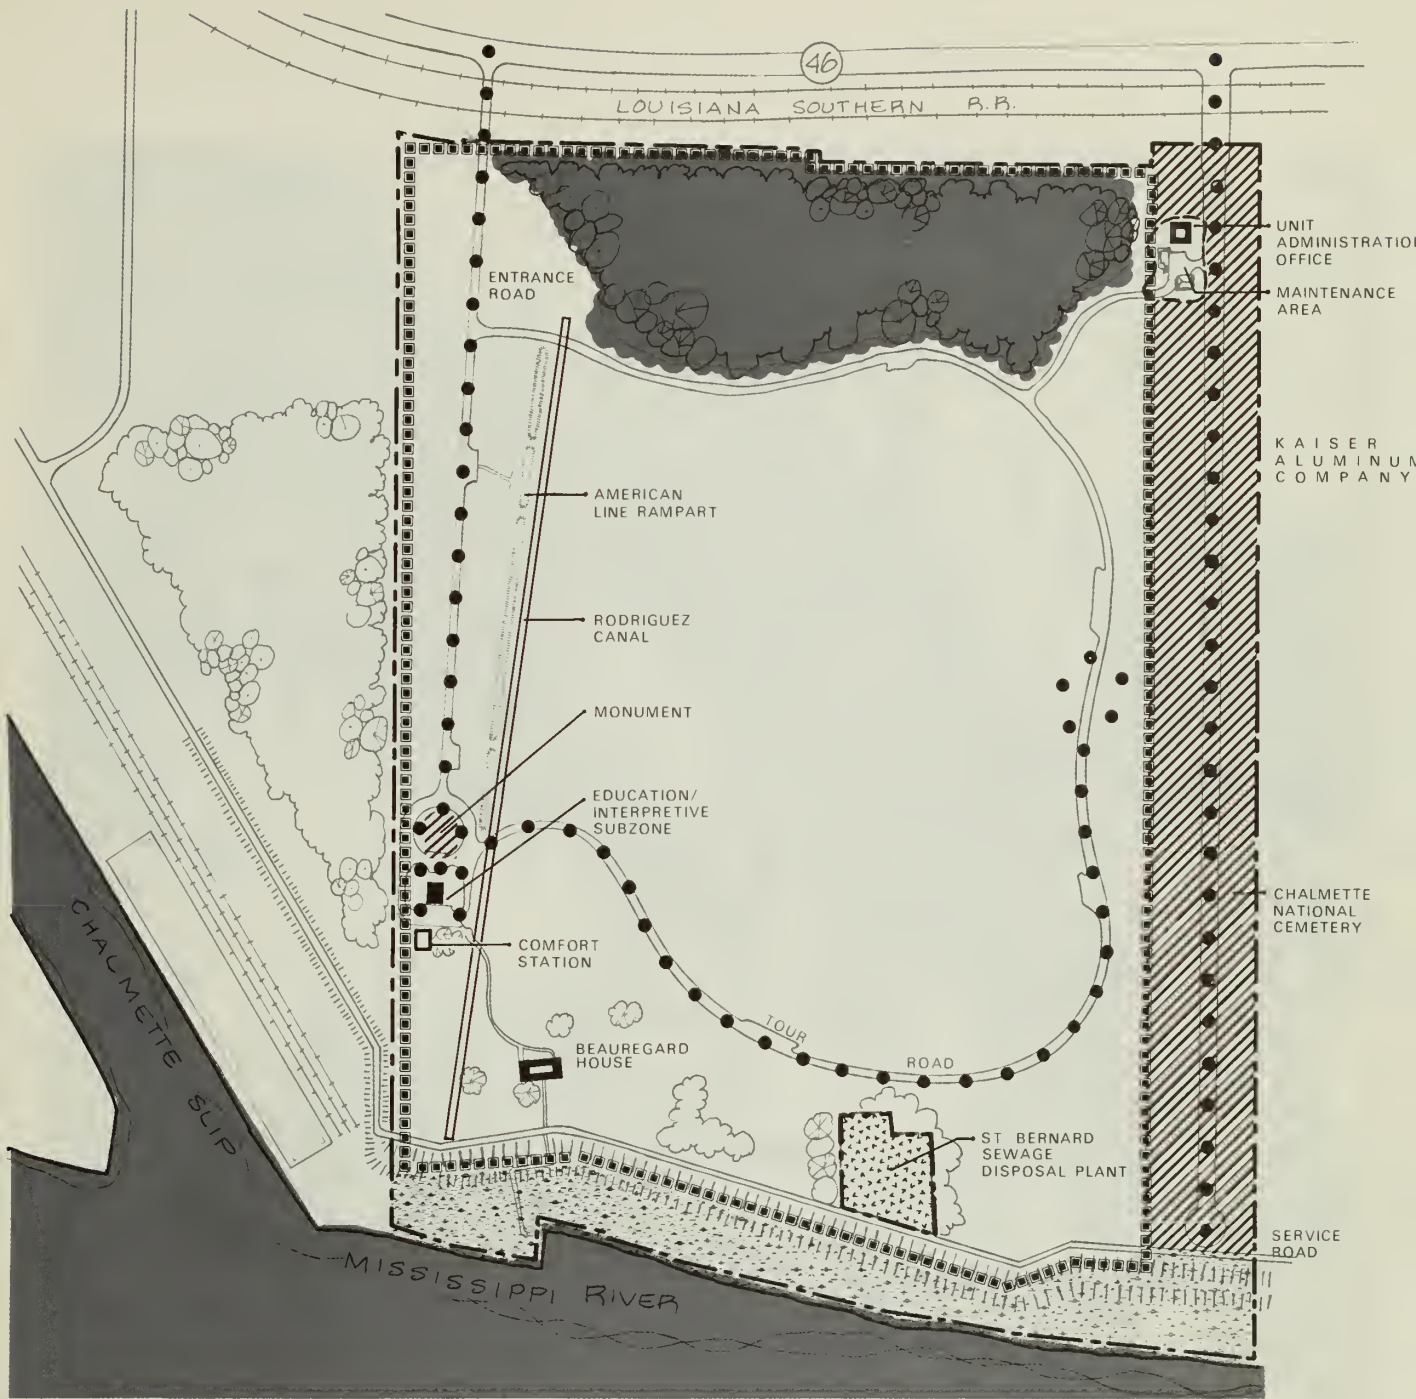 46
LOUISIANA SOUTHERN R.R.
UNIT
ADMINISTRATION
OFFICE
MAINTENANCE
AREA
ENTRANCE
ROAD
KAISER
ALUMINUM
COMPANY
AMERICAN
LINE RAMPART
RODRIGUEZ
CANAL
MONUMENT
EDUCATION/
INTERPRETIVE
SUBZONE
CHALMETTE
NATIONAL
CEMETERY
COMFORT
STATION
CHALMETTE SLIP
TOUR ROAD
BEAUREGARD
HOUSE
ST BERNARD
SEWAGE
DISPOSAL PLANT
SERVICE
ROAD
MISSISSIPPI RIVER